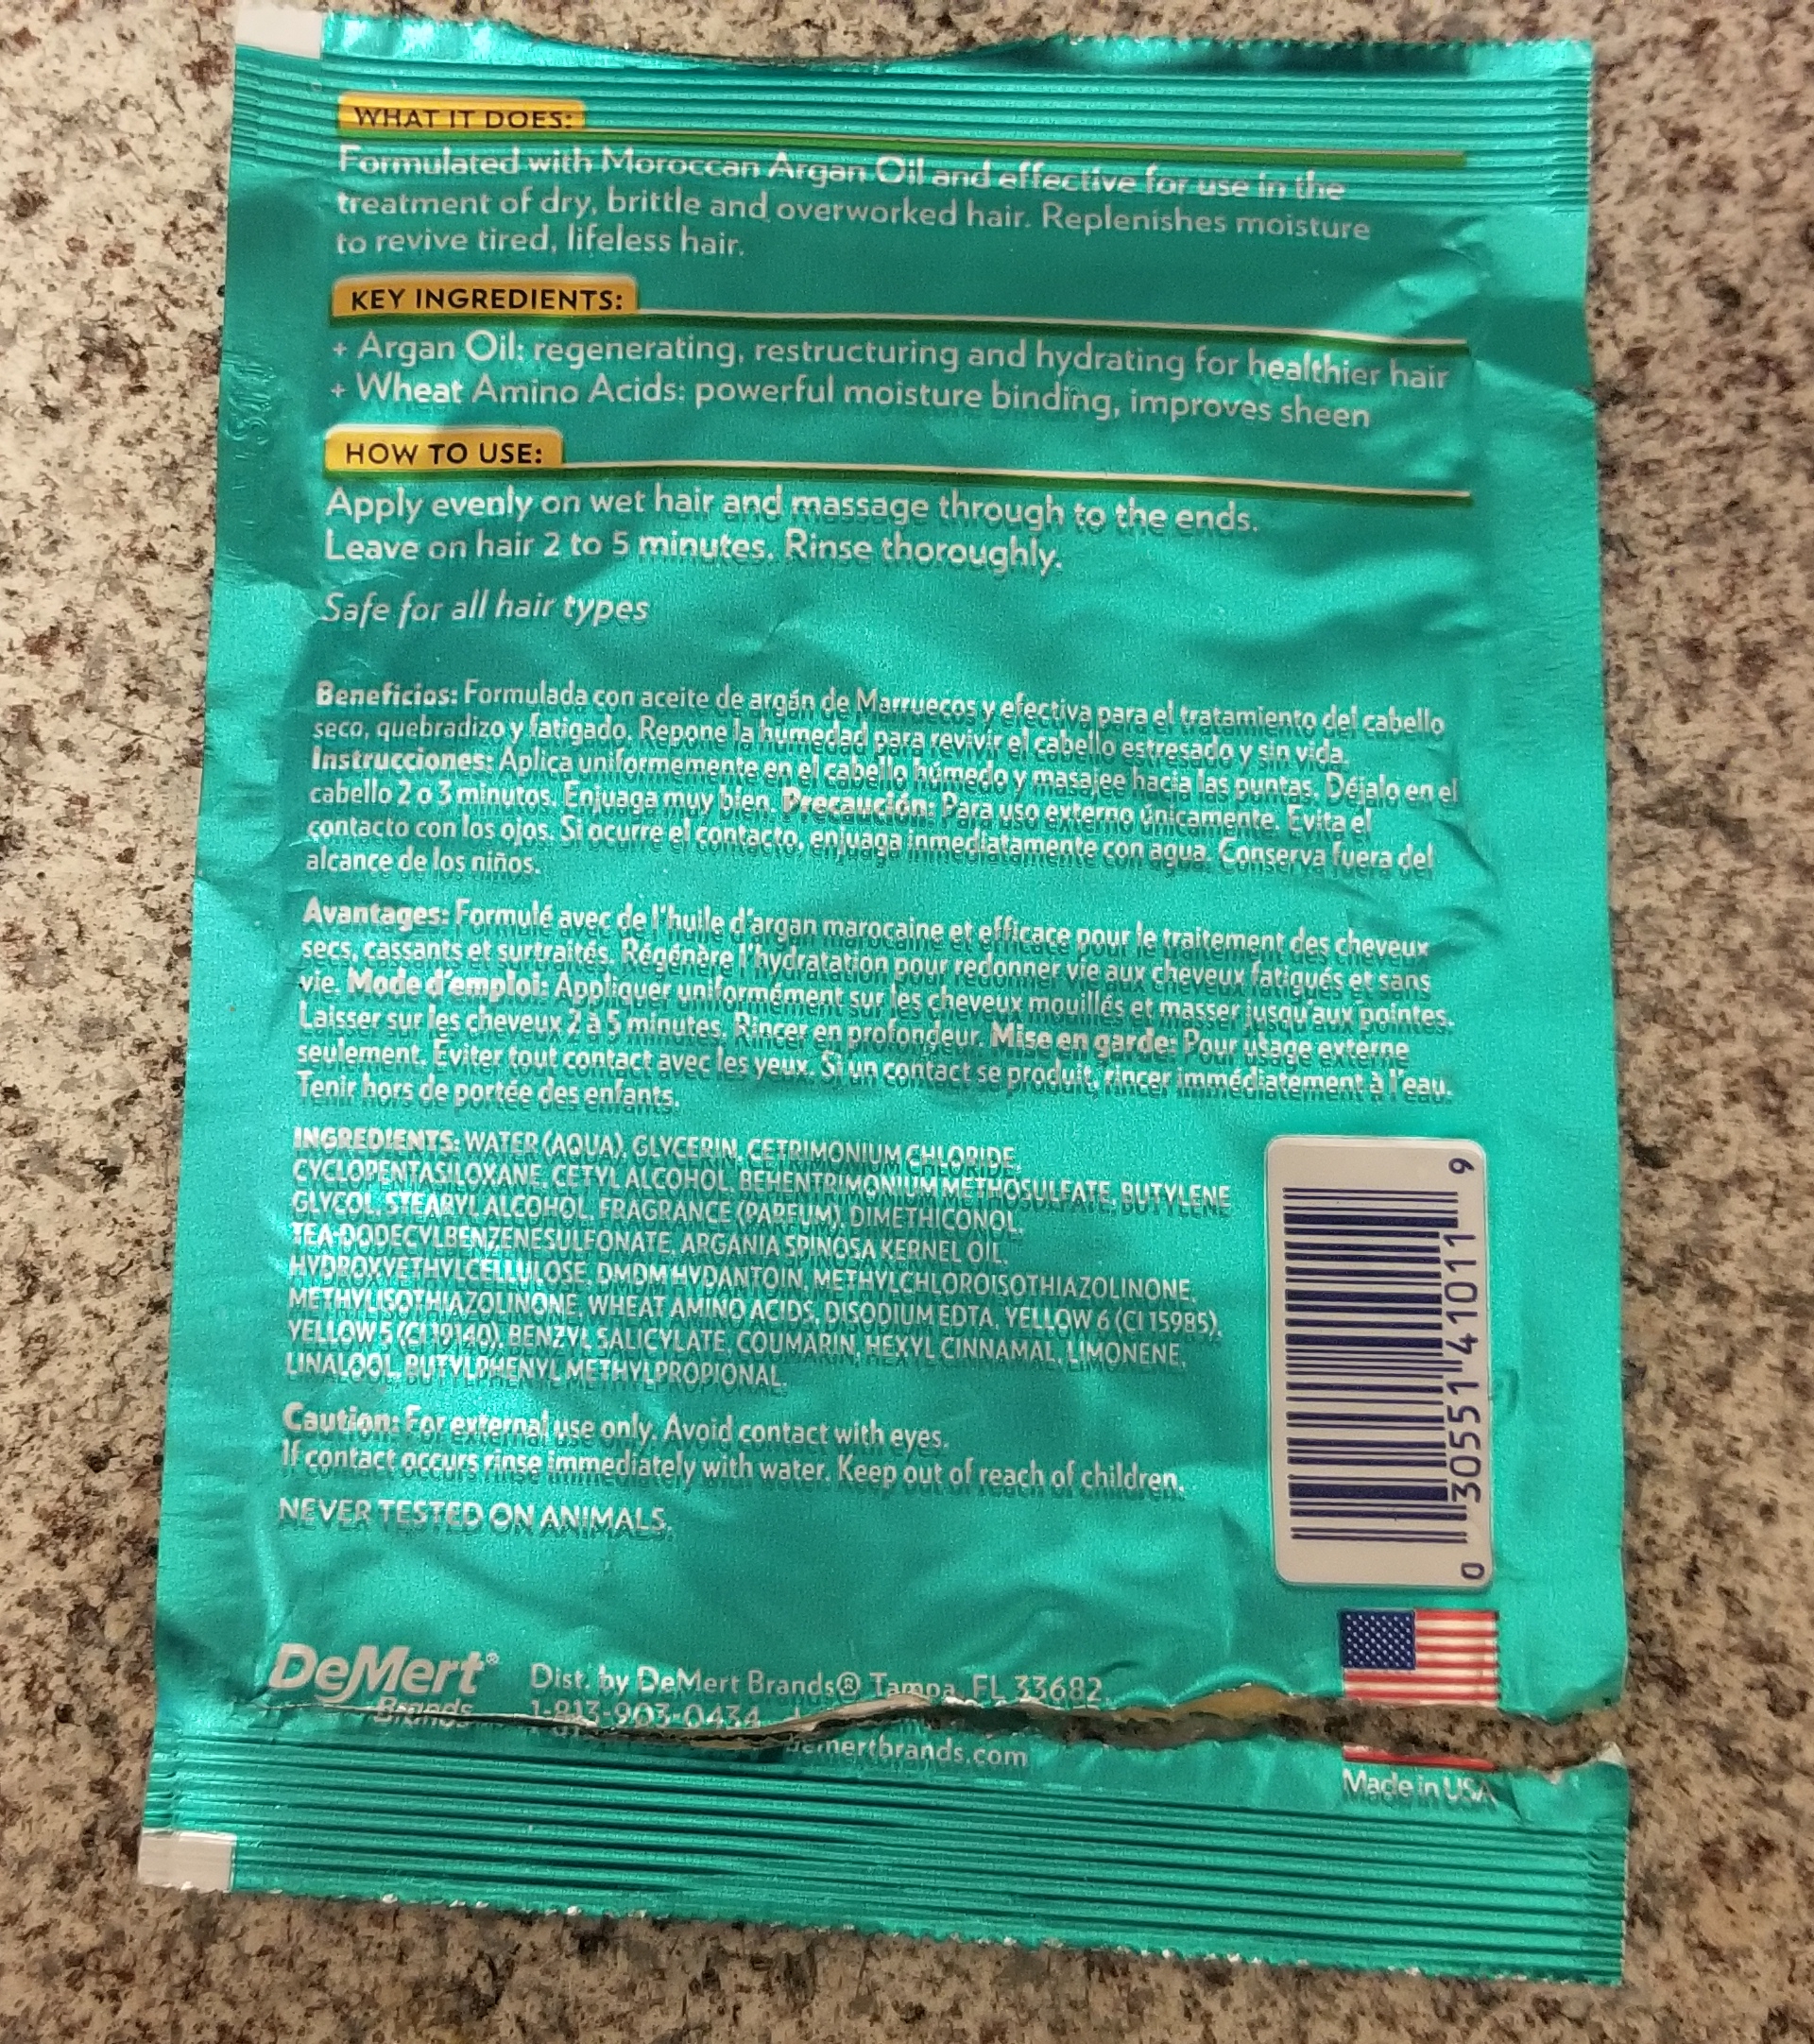 WHAT IT DOES:
Formulated with Moroccan Argan Oil and effective for use in the
treatment of dry, brittle and overworked hair. Replenishes moisture
to revive tired, lifeless hair.
KEY INGREDIENTS:
+ Argan Oil: regenerating, restructuring and hydrating for healthier hair
+ Wheat Amino Acids: powerful moisture binding, improves sheen
HOW TO USE:
Apply evenly on wet hair and massage through to the ends.
Leave on hair 2 to 5 minutes. Rinse thoroughly.
Safe for all hair types
Beneficios: Formulada con aceite de argán de Marruecos y efectiva para el tratamiento del cabello
seco, quebradizo y fatigado. Repone la humedad para revivir el cabello estresado y sin vida.
Instrucciones: Aplica uniformemente en el cabello húmedo y masajee hacia las puntas. Déjalo en el
cabello 2 o 3 minutos. Enjuaga muy bien. Precaución: Para uso externo únicamente. Evita el
contacto con los ojos. Si ocurre el contacto, enjuaga inmediatamente con agua. Conserva fuera del
alcance de los niños.
Avantages: Formulé avec de l'huile d'argan marocaine et efficace pour le traitement des cheveux
secs, cassants et surtraités. Régénère l'hydratation pour redonner vie aux cheveux fatigués et sans
vie. Mode d'emploi: Appliquer uniformément sur les cheveux mouillés et masser jusqu'aux pointes.
Laisser sur les cheveux 2 à 5 minutes. Rincer en profondeur. Mise en garde: Pour usage externe
seulement. Éviter tout contact avec les yeux. Si un contact se produit, rincer immédiatement à l'eau.
Tenir hors de portée des enfants.
INGREDIENTS: WATER (AQUA), GLYCERIN, CETRIMONIUM CHLORIDE,
CYCLOPENTASILOXANE, CETYL ALCOHOL, BEHENTRIMONIUM METHOSULFATE, BUTYLENE
GLYCOL, STEARYL ALCOHOL, FRAGRANCE (PARFUM), DIMETHICONOL,
TEA-DODECYLBENZENESULFONATE, ARGANIA SPINOSA KERNEL OIL,
HYDROXYETHYLCELLULOSE, DMDM HYDANTOIN, METHYLCHLOROISOTHIAZOLINONE,
METHYLISOTHIAZOLINONE, WHEAT AMINO ACIDS, DISODIUM EDTA, YELLOW 6 (CI 15985),
YELLOW 5 (CI 19140), BENZYL SALICYLATE, COUMARIN, HEXYL CINNAMAL, LIMONENE,
LINALOOL, BUTYLPHENYL METHYLPROPIONAL.
Caution: For external use only. Avoid contact with eyes.
If contact occurs rinse immediately with water. Keep out of reach of children.
NEVER TESTED ON ANIMALS.
0 30551 41011 9
DeMert®
Brands
Dist. by DeMert Brands® Tampa, FL 33682
1-813-903-0434
demertbrands.com
Made in USA